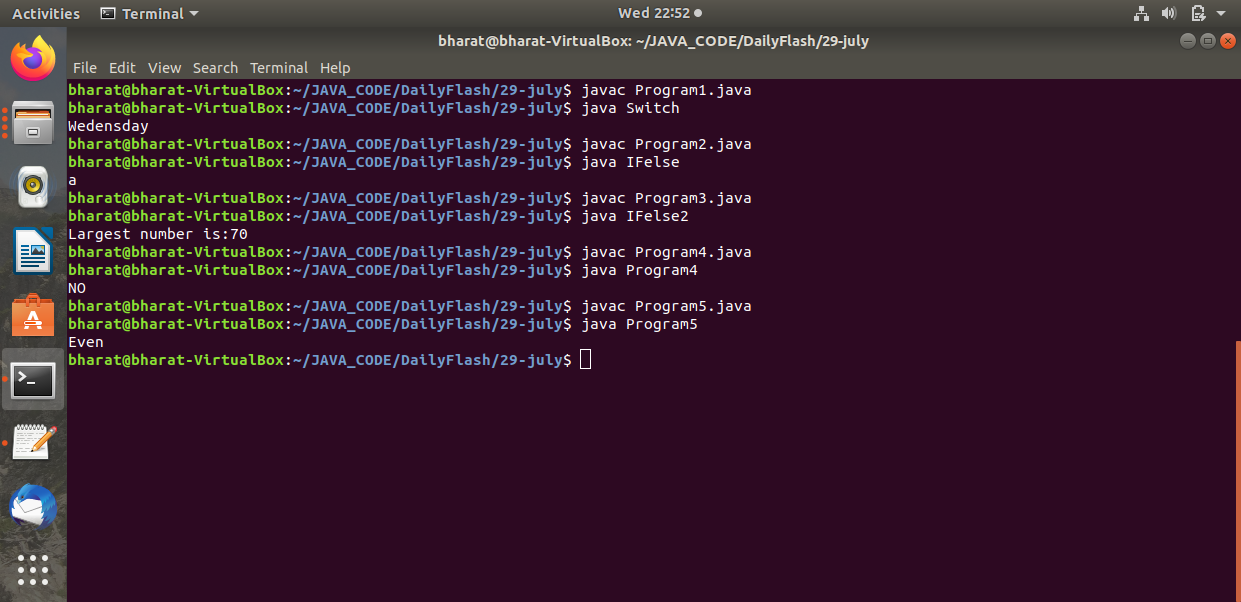 Activities Terminal Wed 22:52
bharat@bharat-VirtualBox: ~/JAVA_CODE/DailyFlash/29-july
File Edit View Search Terminal Help
bharat@bharat-VirtualBox:~/JAVA_CODE/DailyFlash/29-july$ javac Program1.java
bharat@bharat-VirtualBox:~/JAVA_CODE/DailyFlash/29-july$ java Switch
Wedensday
bharat@bharat-VirtualBox:~/JAVA_CODE/DailyFlash/29-july$ javac Program2.java
bharat@bharat-VirtualBox:~/JAVA_CODE/DailyFlash/29-july$ java IFelse
a
bharat@bharat-VirtualBox:~/JAVA_CODE/DailyFlash/29-july$ javac Program3.java
bharat@bharat-VirtualBox:~/JAVA_CODE/DailyFlash/29-july$ java IFelse2
Largest number is:70
bharat@bharat-VirtualBox:~/JAVA_CODE/DailyFlash/29-july$ javac Program4.java
bharat@bharat-VirtualBox:~/JAVA_CODE/DailyFlash/29-july$ java Program4
NO
bharat@bharat-VirtualBox:~/JAVA_CODE/DailyFlash/29-july$ javac Program5.java
bharat@bharat-VirtualBox:~/JAVA_CODE/DailyFlash/29-july$ java Program5
Even
bharat@bharat-VirtualBox:~/JAVA_CODE/DailyFlash/29-july$